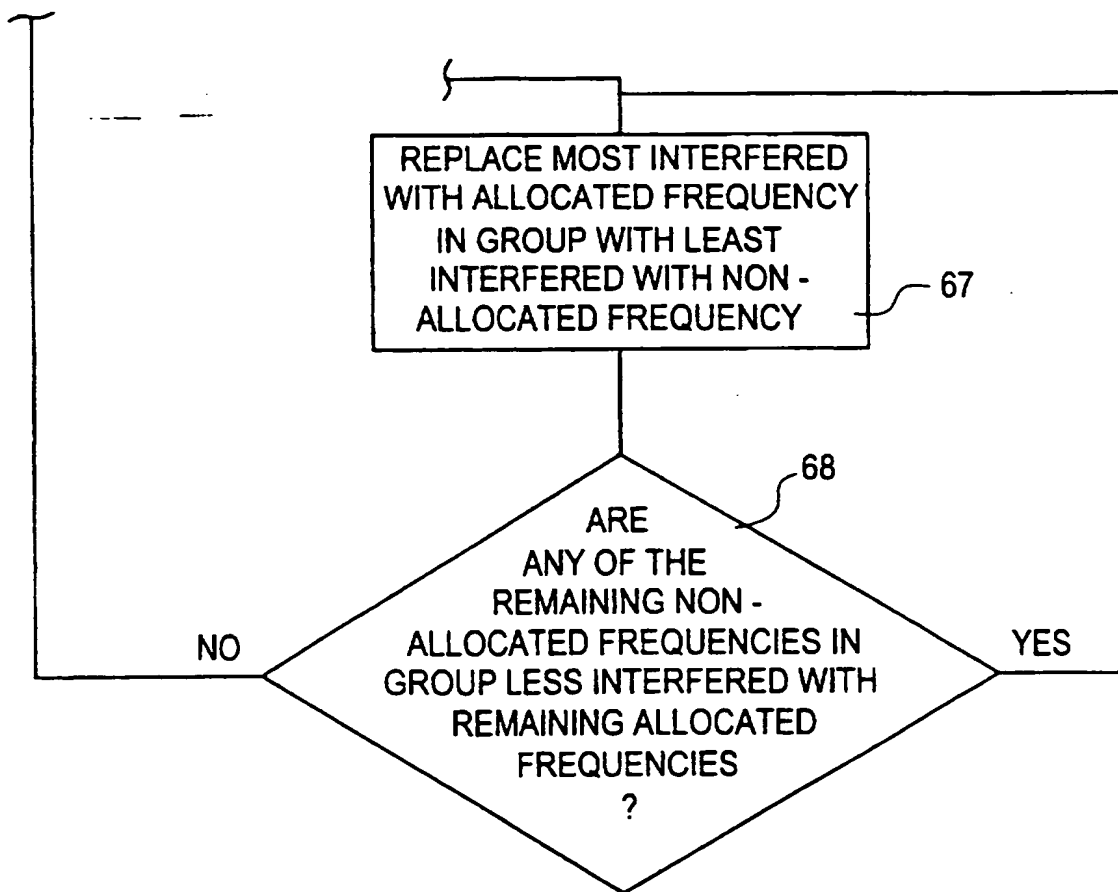 REPLACE MOST INTERFERED
WITH ALLOCATED FREQUENCY
IN GROUP WITH LEAST
INTERFERED WITH NON -
ALLOCATED FREQUENCY
67
68
ARE
ANY OF THE
REMAINING NON -
ALLOCATED FREQUENCIES IN
GROUP LESS INTERFERED WITH
REMAINING ALLOCATED
FREQUENCIES
?
NO
YES